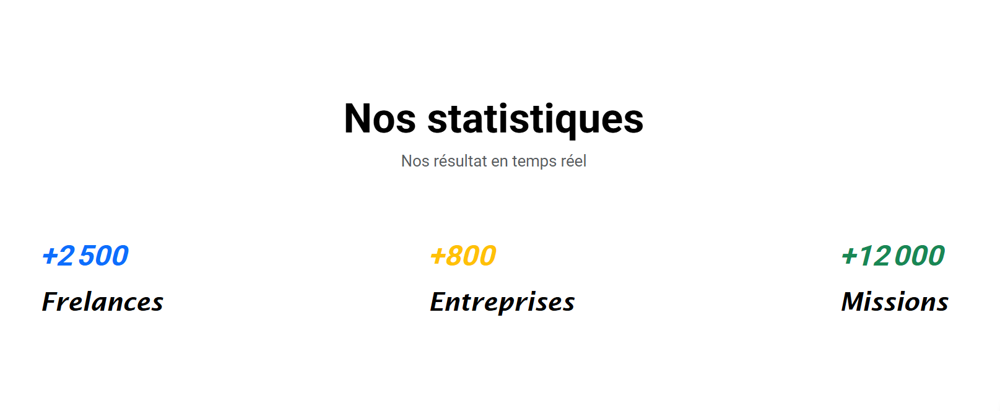 Nos statistiques
Nos résultat en temps réel
+2 500
+800
+12 000
Frelances
Entreprises
Missions